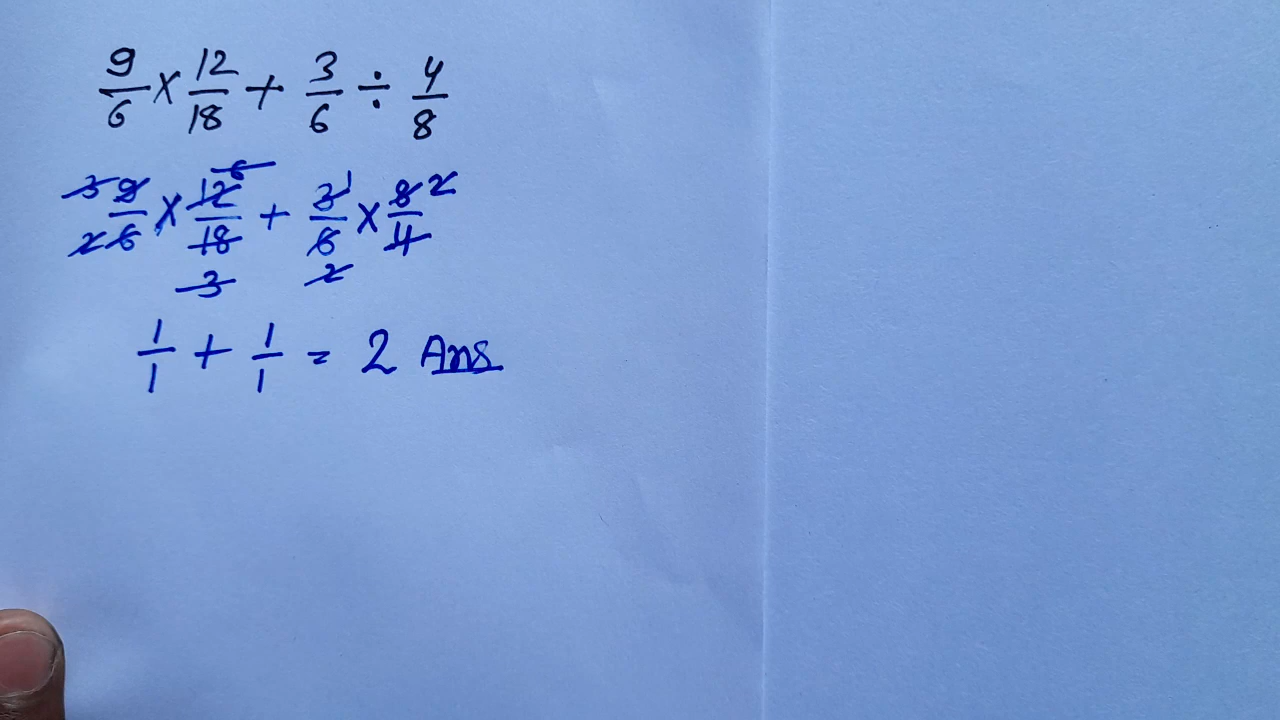 9/6 × 12/18 + 3/6 ÷ 4/8
3 9/6 2 × 12 6/18 3 + 3 1/6 2 × 8 2/4
1/1 + 1/1 = 2 Ans